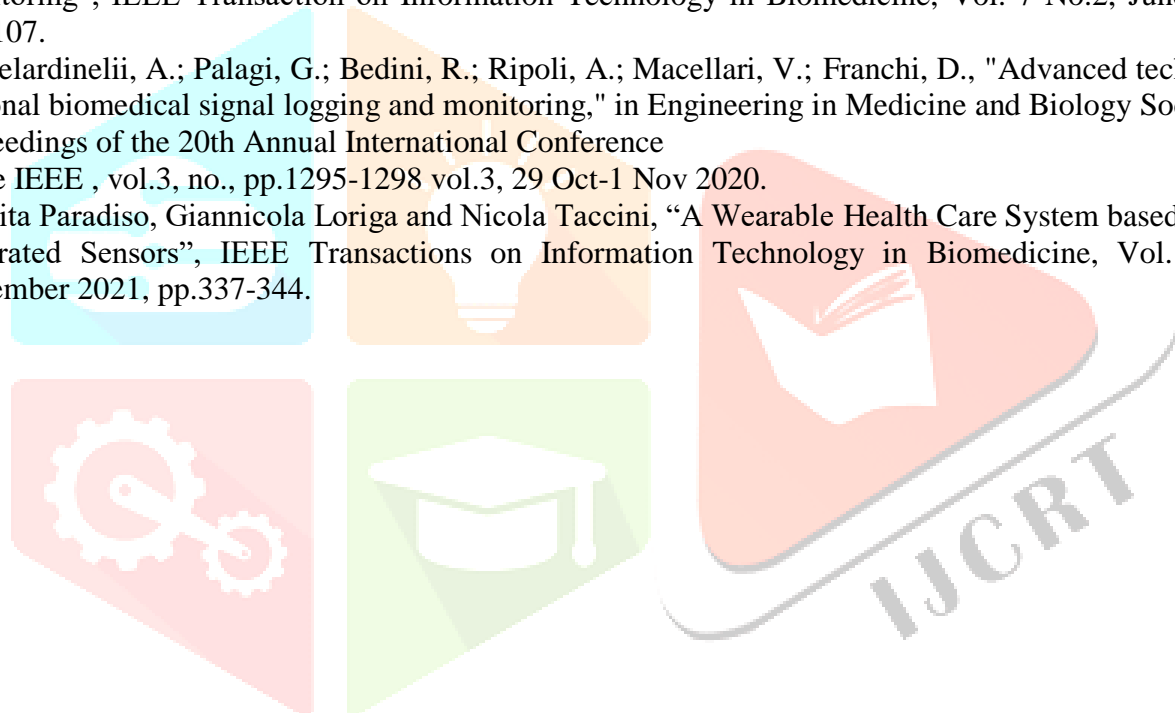 toring", IEEE Transaction on Information Technology in Biomedicine, Vol. 7 No.2,
107.
elardinelii, A.; Palagi, G.; Bedini, R.; Ripoli, A.; Macellari, V.; Franchi, D., "Advanced tec
onal biomedical signal logging and monitoring," in Engineering in Medicine and Biology So
eedings of the 20th Annual International Conference
e IEEE , vol.3, no., pp.1295-1298 vol.3, 29 Oct-1 Nov 2020.
ita Paradiso, Giannicola Loriga and Nicola Taccini, “A Wearable Health Care System based
rated Sensors”, IEEE Transactions on Information Technology in Biomedicine, Vol.
ember 2021, pp.337-344.
IJCRT